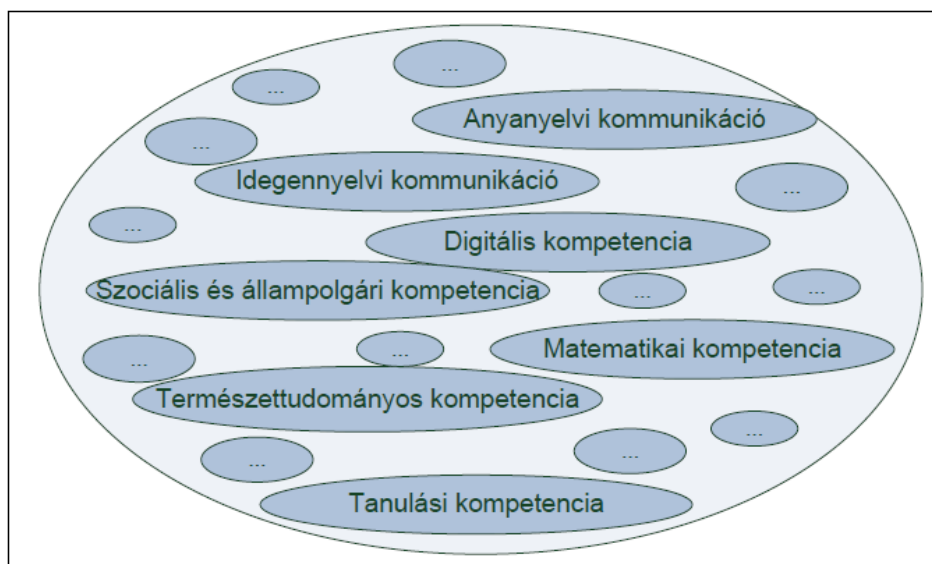 ...
...
Anyanyelvi kommunikáció
...
Idegennyelvi kommunikáció
...
...
Digitális kompetencia
Szociális és állampolgári kompetencia
...
...
...
...
Matematikai kompetencia
Természettudományos kompetencia
...
...
...
Tanulási kompetencia